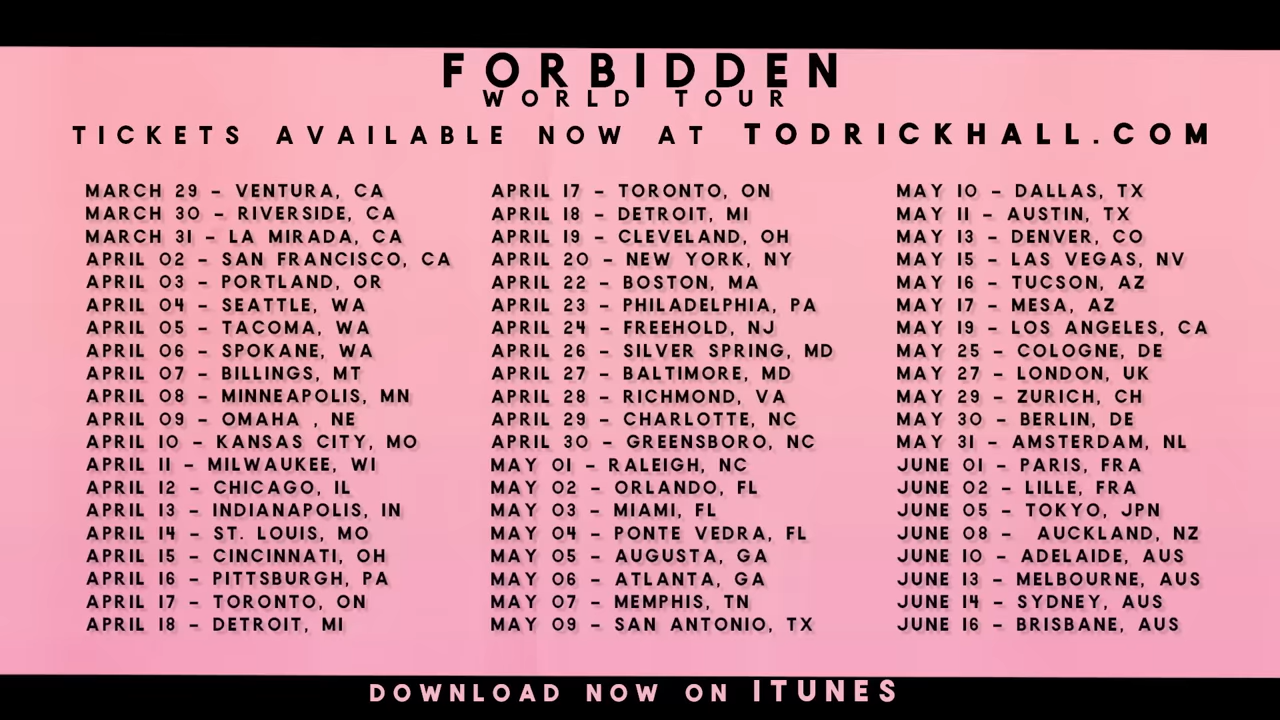 FORBIDDEN
WORLD TOUR
TICKETS AVAILABLE NOW AT TODRICKHALL.COM
MARCH 29 - VENTURA, CA
MARCH 30 - RIVERSIDE, CA
MARCH 31 - LA MIRADA, CA
APRIL 02 - SAN FRANCISCO, CA
APRIL 03 - PORTLAND, OR
APRIL 04 - SEATTLE, WA
APRIL 05 - TACOMA, WA
APRIL 06 - SPOKANE, WA
APRIL 07 - BILLINGS, MT
APRIL 08 - MINNEAPOLIS, MN
APRIL 09 - OMAHA , NE
APRIL 10 - KANSAS CITY, MO
APRIL 11 - MILWAUKEE, WI
APRIL 12 - CHICAGO, IL
APRIL 13 - INDIANAPOLIS, IN
APRIL 14 - ST. LOUIS, MO
APRIL 15 - CINCINNATI, OH
APRIL 16 - PITTSBURGH, PA
APRIL 17 - TORONTO, ON
APRIL 18 - DETROIT, MI
APRIL 17 - TORONTO, ON
APRIL 18 - DETROIT, MI
APRIL 19 - CLEVELAND, OH
APRIL 20 - NEW YORK, NY
APRIL 22 - BOSTON, MA
APRIL 23 - PHILADELPHIA, PA
APRIL 24 - FREEHOLD, NJ
APRIL 26 - SILVER SPRING, MD
APRIL 27 - BALTIMORE, MD
APRIL 28 - RICHMOND, VA
APRIL 29 - CHARLOTTE, NC
APRIL 30 - GREENSBORO, NC
MAY 01 - RALEIGH, NC
MAY 02 - ORLANDO, FL
MAY 03 - MIAMI, FL
MAY 04 - PONTE VEDRA, FL
MAY 05 - AUGUSTA, GA
MAY 06 - ATLANTA, GA
MAY 07 - MEMPHIS, TN
MAY 09 - SAN ANTONIO, TX
MAY 10 - DALLAS, TX
MAY 11 - AUSTIN, TX
MAY 13 - DENVER, CO
MAY 15 - LAS VEGAS, NV
MAY 16 - TUCSON, AZ
MAY 17 - MESA, AZ
MAY 19 - LOS ANGELES, CA
MAY 25 - COLOGNE, DE
MAY 27 - LONDON, UK
MAY 29 - ZURICH, CH
MAY 30 - BERLIN, DE
MAY 31 - AMSTERDAM, NL
JUNE 01 - PARIS, FRA
JUNE 02 - LILLE, FRA
JUNE 05 - TOKYO, JPN
JUNE 08 - AUCKLAND, NZ
JUNE 10 - ADELAIDE, AUS
JUNE 13 - MELBOURNE, AUS
JUNE 14 - SYDNEY, AUS
JUNE 16 - BRISBANE, AUS
DOWNLOAD NOW ON ITUNES